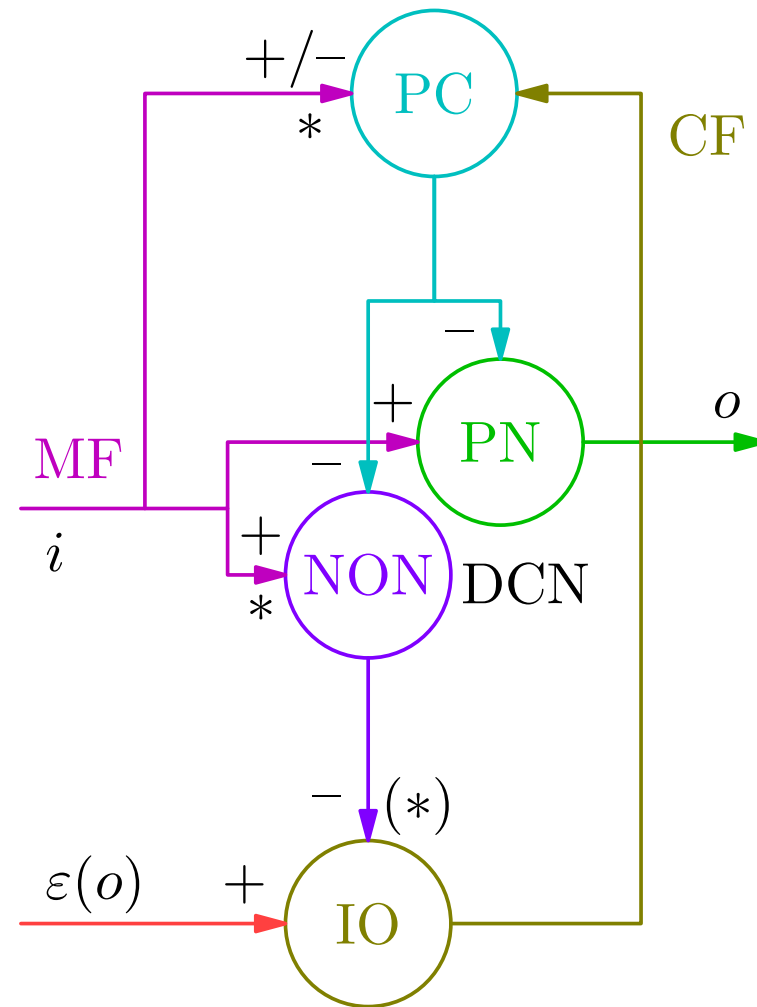 +/−
PC
*
CF
−
+
o
PN
MF
−
i
+
NON
DCN
*
−
(*)
ε(o)
+
IO